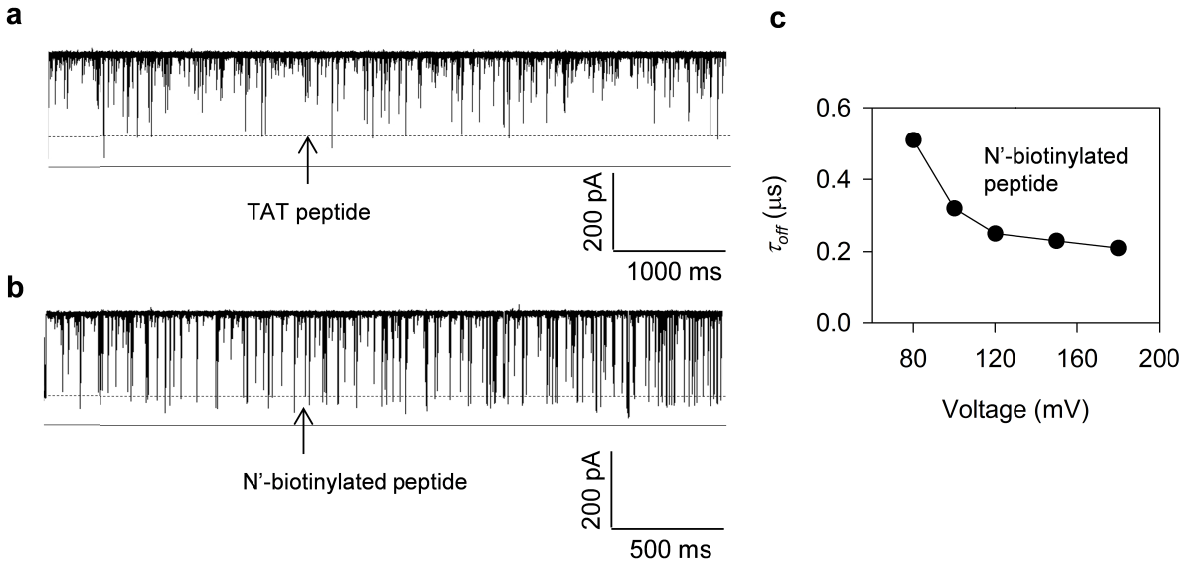 a
TAT peptide
200 pA
1000 ms
b
N'-biotinylated peptide
200 pA
500 ms
c
0.6
0.4
0.2
0.0
τoff (μs)
N'-biotinylated
peptide
80 120 160 200
Voltage (mV)